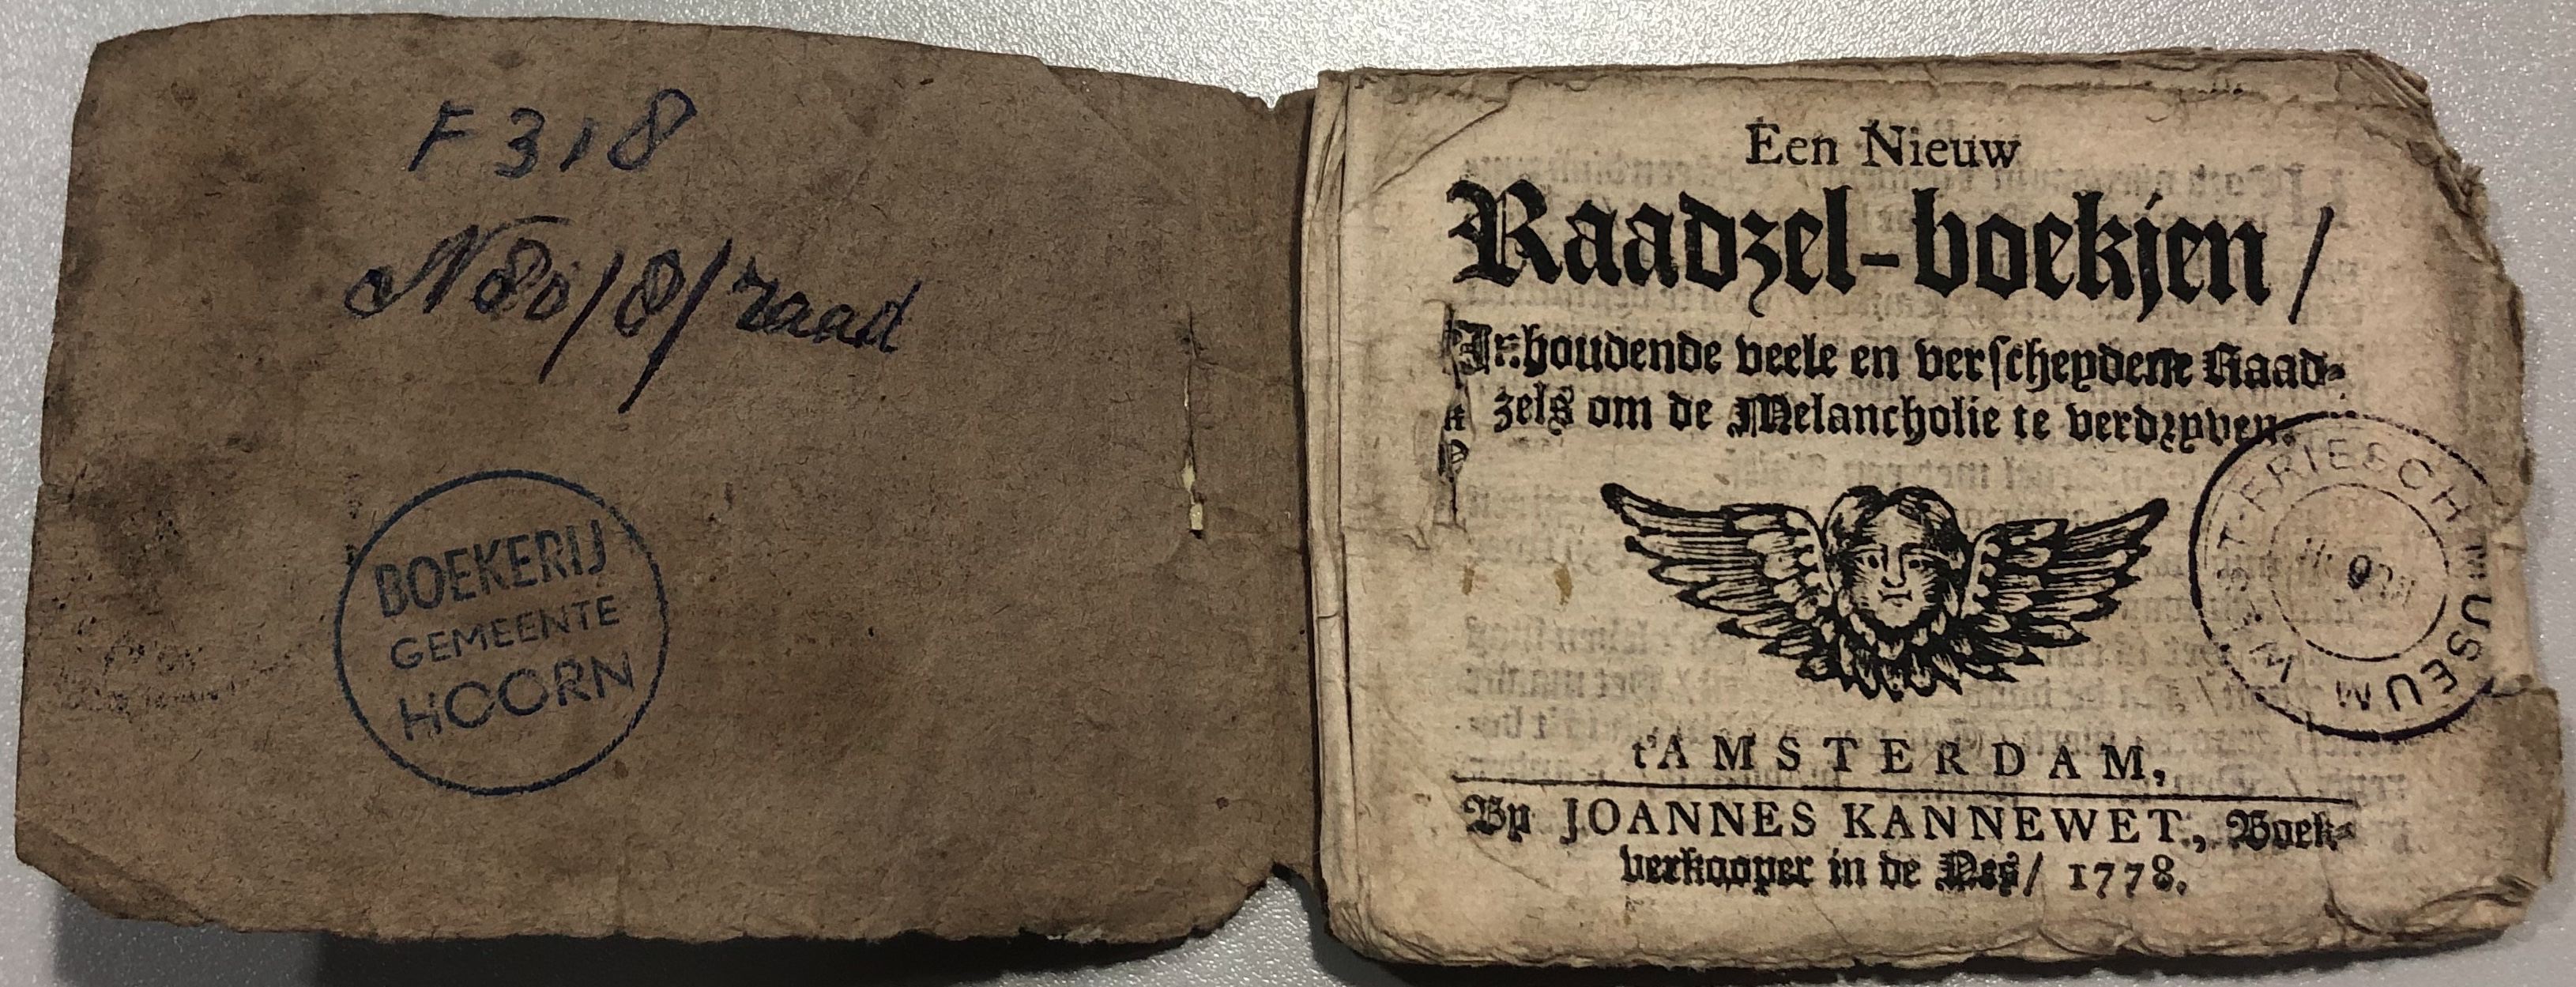 F 318
N 80/8/raad
BOEKERIJ
GEMEENTE
HOORN
Een Nieuw
Raadzel-boekjen/
Inhoudende veele en verscheydene Raad-
zels om de Melancholie te verdryven.
WEST-FRIESCH MUSEUM
t'AMSTERDAM,
By JOANNES KANNEWET, Boek-
verkooper in de Nes/ 1778.